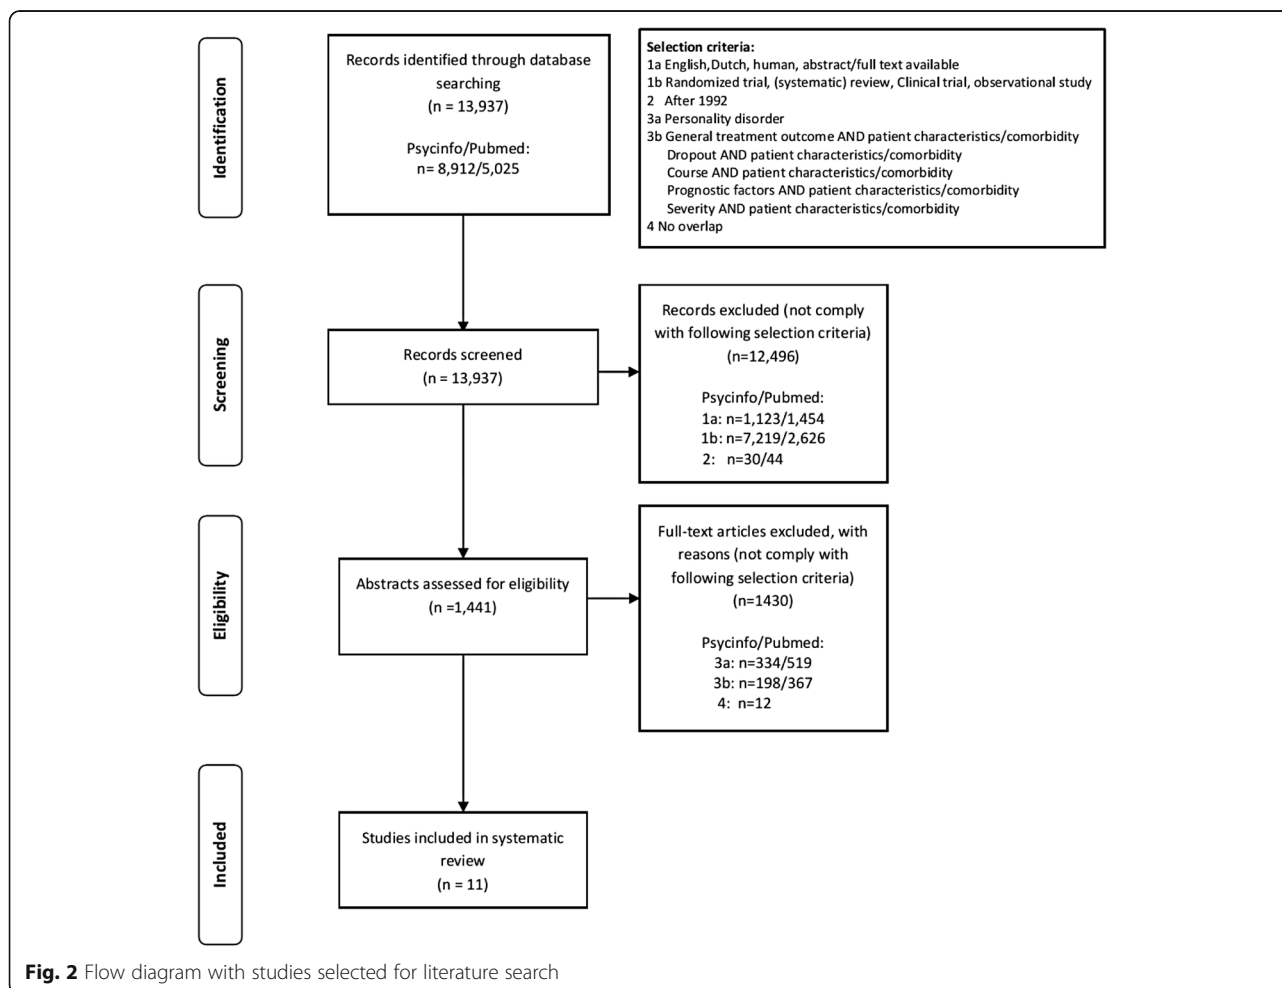 Identification
Records identified through database
searching
(n = 13,937)
Psycinfo/Pubmed:
n= 8,912/5,025
Selection criteria:
1a English,Dutch, human, abstract/full text available
1b Randomized trial, (systematic) review, Clinical trial, observational study
2 After 1992
3a Personality disorder
3b General treatment outcome AND patient characteristics/comorbidity
Dropout AND patient characteristics/comorbidity
Course AND patient characteristics/comorbidity
Prognostic factors AND patient characteristics/comorbidity
Severity AND patient characteristics/comorbidity
4 No overlap
Screening
Records screened
(n = 13,937)
Records excluded (not comply
with following selection criteria)
(n=12,496)
Psycinfo/Pubmed:
1a: n=1,123/1,454
1b: n=7,219/2,626
2: n=30/44
Eligibility
Abstracts assessed for eligibility
(n =1,441)
Full-text articles excluded, with
reasons (not comply with
following selection criteria)
(n=1430)
Psycinfo/Pubmed:
3a: n=334/519
3b: n=198/367
4: n=12
Included
Studies included in systematic
review
(n = 11)
Fig. 2 Flow diagram with studies selected for literature search